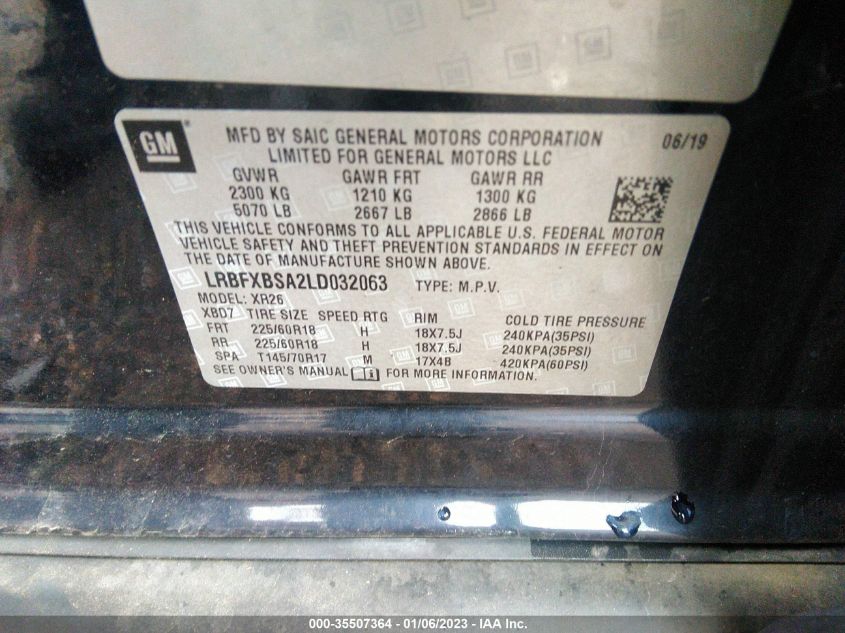 GM
MFD BY SAIC GENERAL MOTORS CORPORATION 06/19
LIMITED FOR GENERAL MOTORS LLC
GVWR GAWR FRT GAWR RR
2300 KG 1210 KG 1300 KG
5070 LB 2667 LB 2866 LB
THIS VEHICLE CONFORMS TO ALL APPLICABLE U.S. FEDERAL MOTOR
VEHICLE SAFETY AND THEFT PREVENTION STANDARDS IN EFFECT ON
THE DATE OF MANUFACTURE SHOWN ABOVE.
LRBFXBSA2LD032063 TYPE: M.P.V.
MODEL: XR26
XBD7 TIRE SIZE SPEED RTG RIM COLD TIRE PRESSURE
FRT 225/60R18 H 18X7.5J 240KPA(35PSI)
RR 225/60R18 H 18X7.5J 240KPA(35PSI)
SPA T145/70R17 M 17X4B 420KPA(60PSI)
SEE OWNER'S MANUAL FOR MORE INFORMATION.
000-35507364 - 01/06/2023 - IAA Inc.